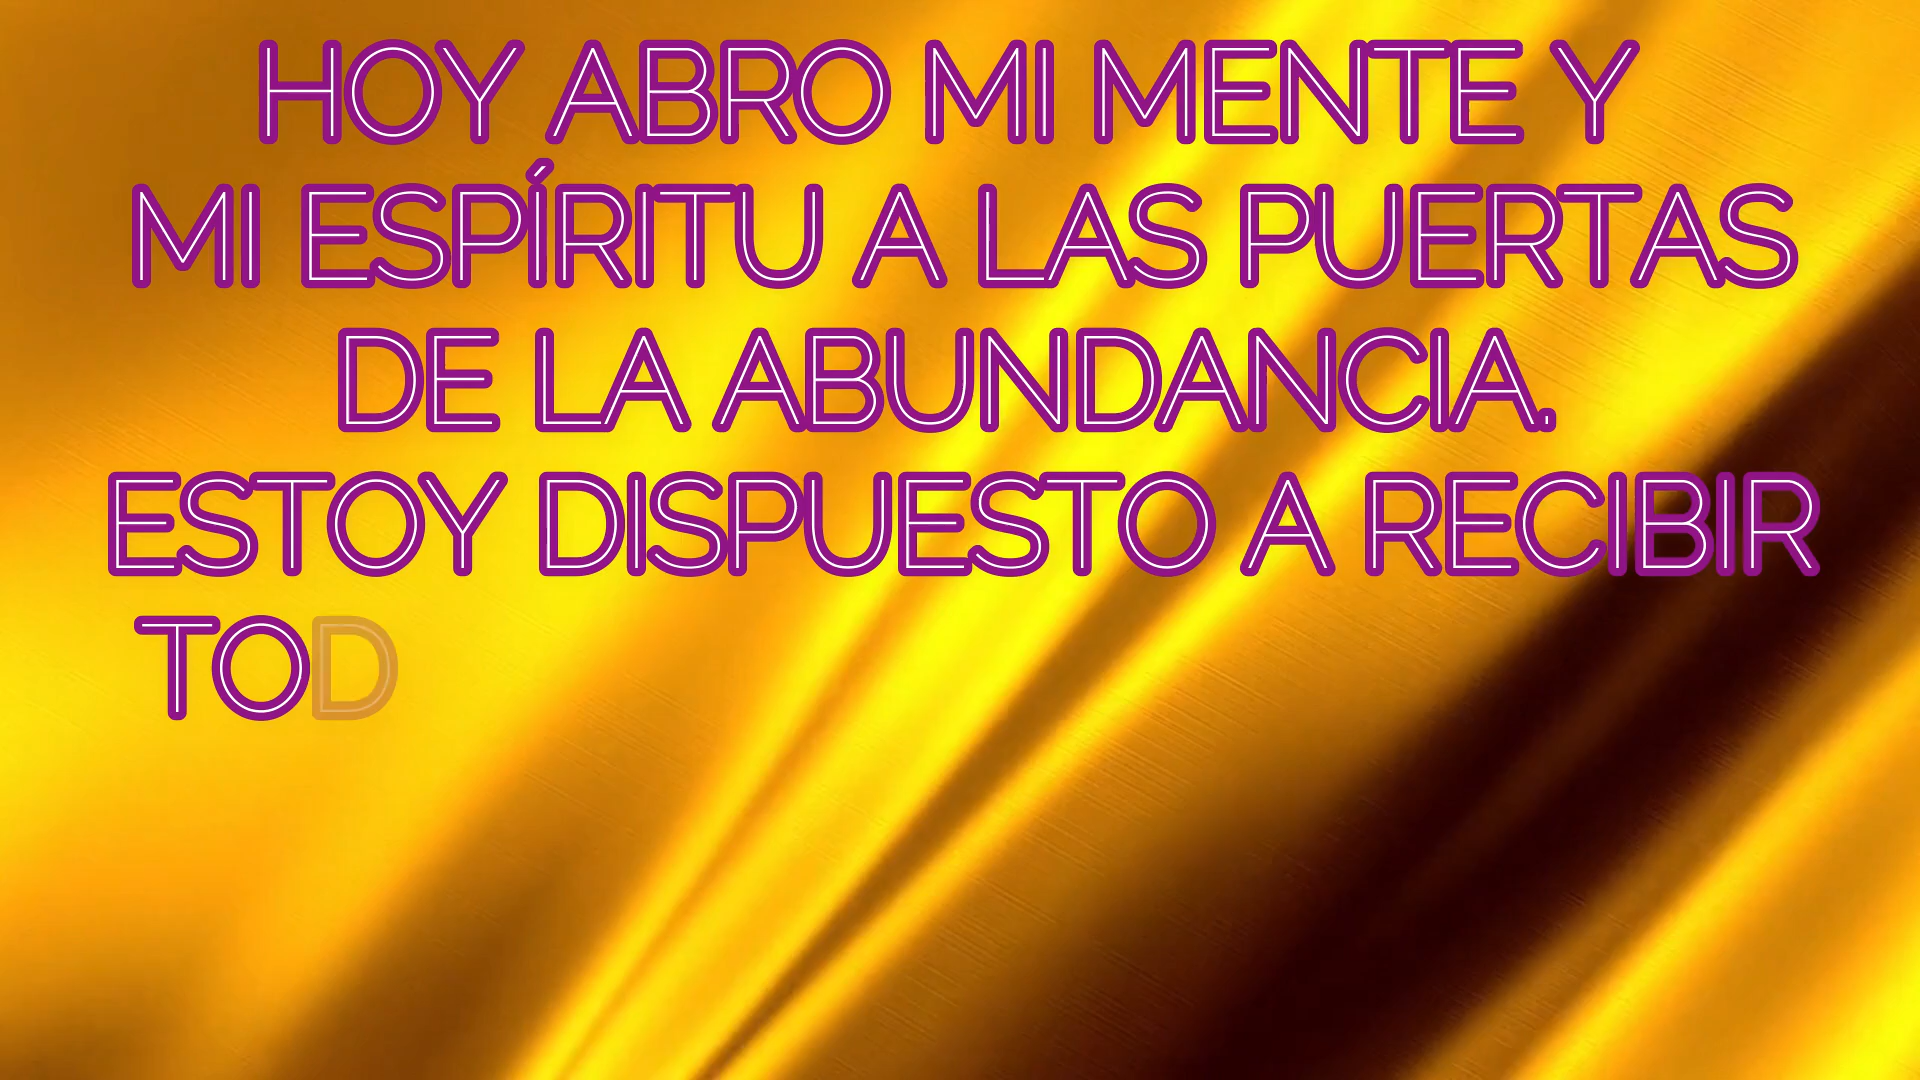 HOY ABRO MI MENTE Y
MI ESPÍRITU A LAS PUERTAS
DE LA ABUNDANCIA.
ESTOY DISPUESTO A RECIBIR
TOD